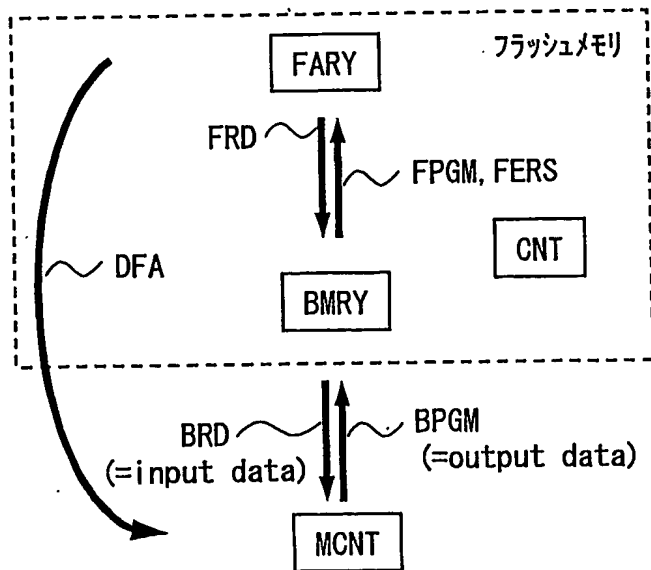 FARY
フラッシュメモリ
FRD
FPGM, FERS
CNT
DFA
BMRY
BRD
(=input data)
BPGM
(=output data)
MCNT